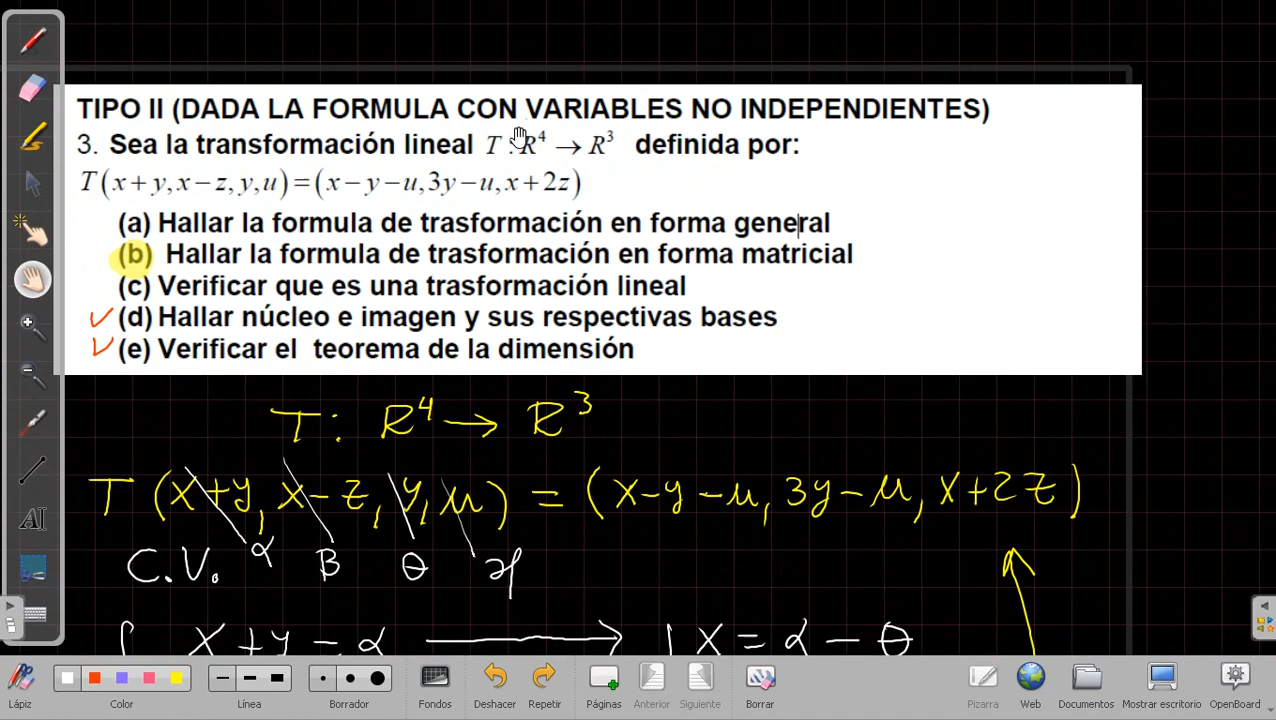 TIPO II (DADA LA FORMULA CON VARIABLES NO INDEPENDIENTES)
3. Sea la transformación lineal T : R⁴ → R³ definida por:
T(x+y, x−z, y, u) = (x−y−u, 3y−u, x+2z)
(a) Hallar la formula de trasformación en forma general
(b) Hallar la formula de trasformación en forma matricial
(c) Verificar que es una trasformación lineal
✓ (d) Hallar núcleo e imagen y sus respectivas bases
✓ (e) Verificar el teorema de la dimensión
T : R⁴ → R³
T (x+y, x−z, y, u) = (x−y−u, 3y−u, x+2z)
C.V. α β θ
x+y = α → x = α − θ
Lápiz Color Línea Borrador Fondos Deshacer Repetir Páginas Anterior Siguiente Borrar Pizarra Web Documentos Mostrar escritorio OpenBoard